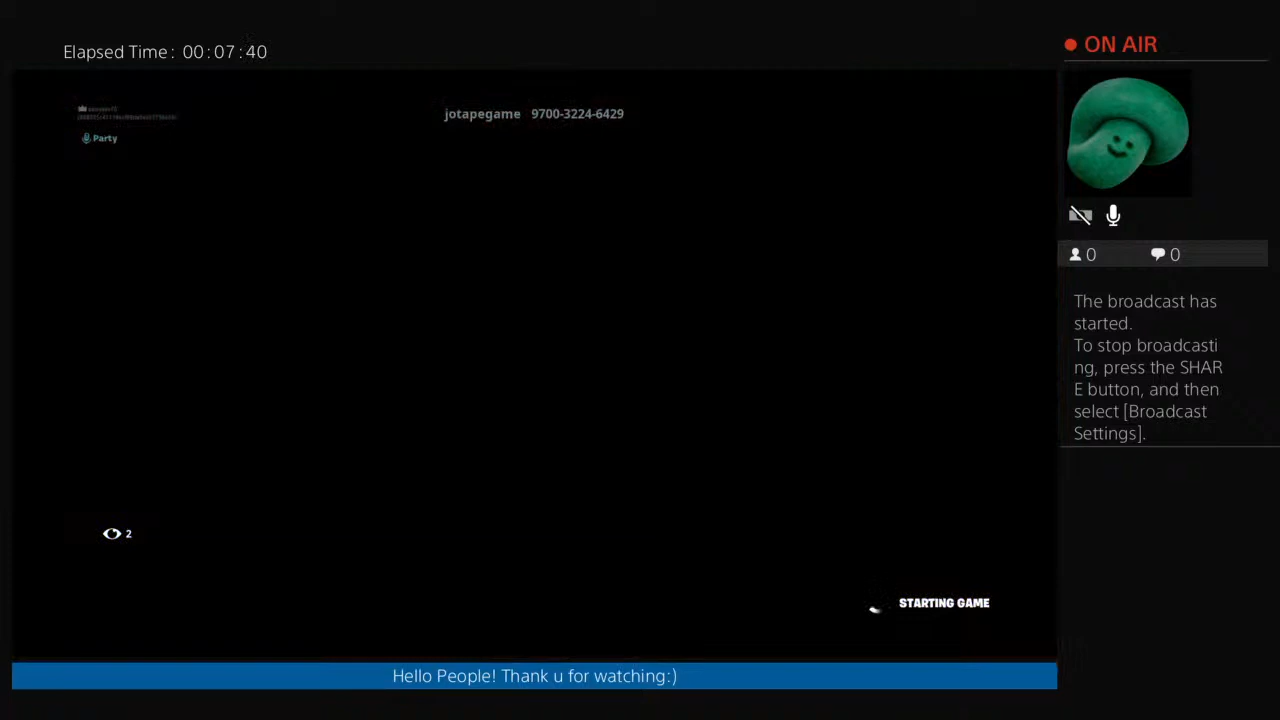 Elapsed Time: 00:07:40
ON AIR
jotapegame 9700-3224-6429
Party
0 0
The broadcast has
started.
To stop broadcasti
ng, press the SHAR
E button, and then
select [Broadcast
Settings].
2
STARTING GAME
Hello People! Thank u for watching:)